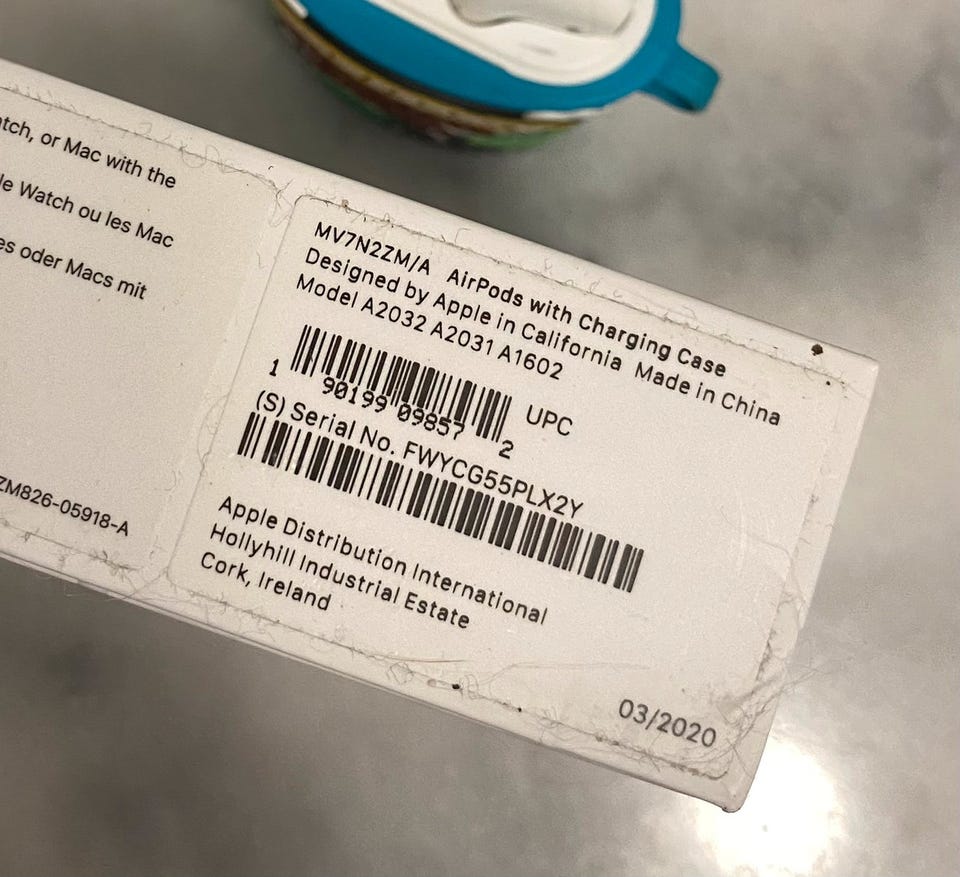 tch, or Mac with the
le Watch ou les Mac
es oder Macs mit
ZM826-05918-A
MV7N2ZM/A AirPods with Charging Case
Designed by Apple in California Made in China
Model A2032 A2031 A1602
1 90199 09857 2 UPC
(S) Serial No. FWYCG55PLX2Y
Apple Distribution International
Hollyhill Industrial Estate
Cork, Ireland
03/2020